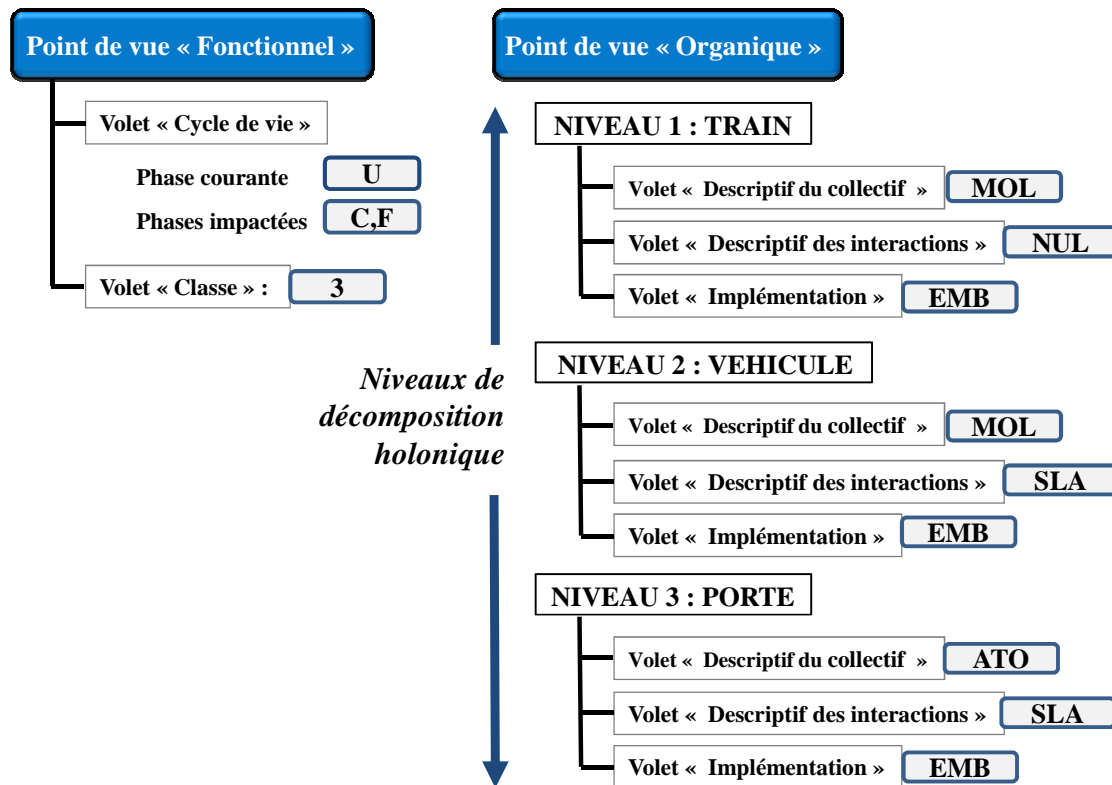 Point de vue « Fonctionnel »
Volet « Cycle de vie »
Phase courante U
Phases impactées C,F
Volet « Classe » : 3
Point de vue « Organique »
Niveaux de
décomposition
holonique
NIVEAU 1 : TRAIN
Volet « Descriptif du collectif » MOL
Volet « Descriptif des interactions » NUL
Volet « Implémentation » EMB
NIVEAU 2 : VEHICULE
Volet « Descriptif du collectif » MOL
Volet « Descriptif des interactions » SLA
Volet « Implémentation » EMB
NIVEAU 3 : PORTE
Volet « Descriptif du collectif » ATO
Volet « Descriptif des interactions » SLA
Volet « Implémentation » EMB